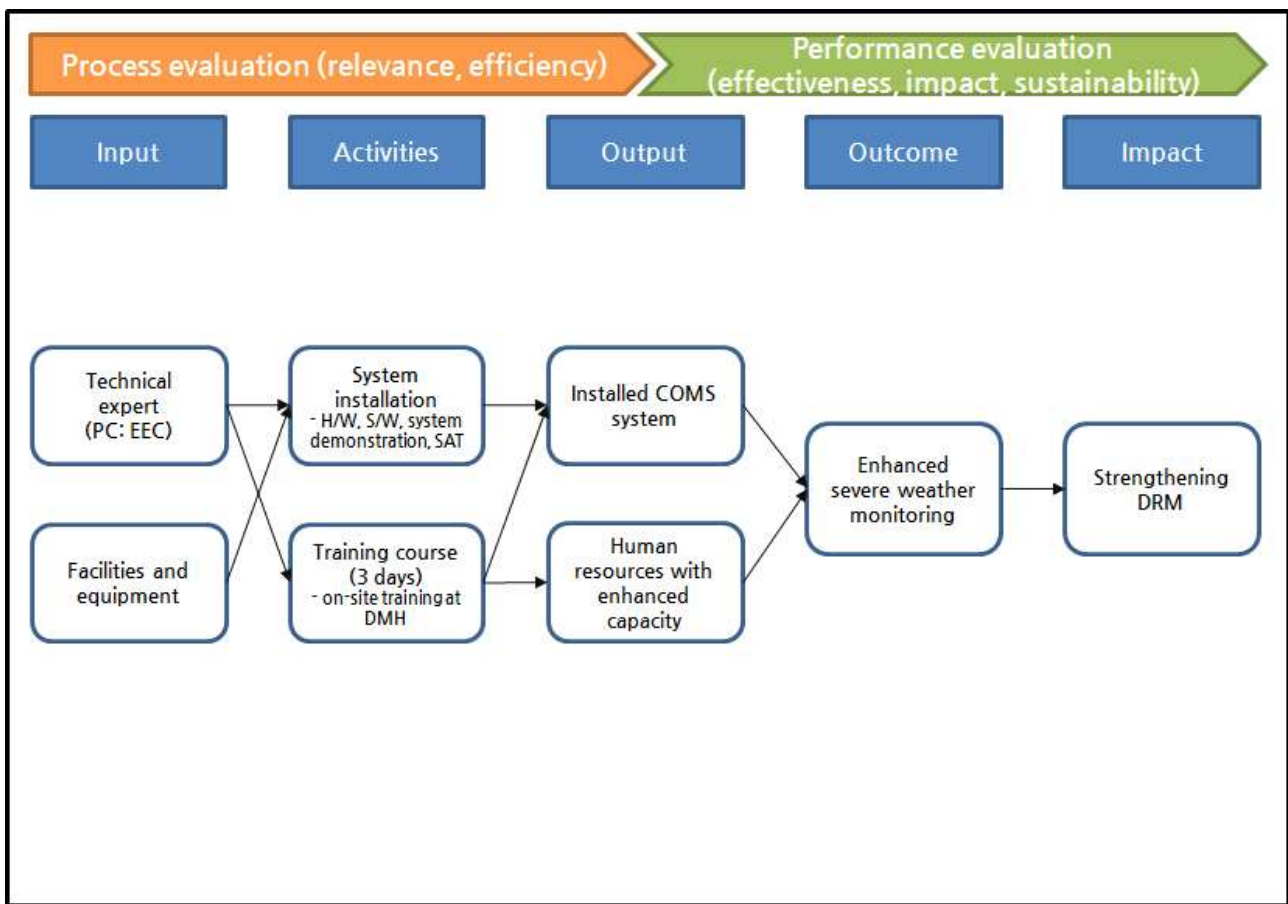 Process evaluation (relevance, efficiency)
Performance evaluation
(effectiveness, impact, sustainability)
Input
Activities
Output
Outcome
Impact
Technical
expert
(PC: EEC)
System
installation
- H/W, S/W, system
demonstration, SAT
Installed COMS
system
Enhanced
severe weather
monitoring
Strengthening
DRM
Facilities and
equipment
Training course
(3 days)
- on-site training at
DMH
Human
resources with
enhanced
capacity